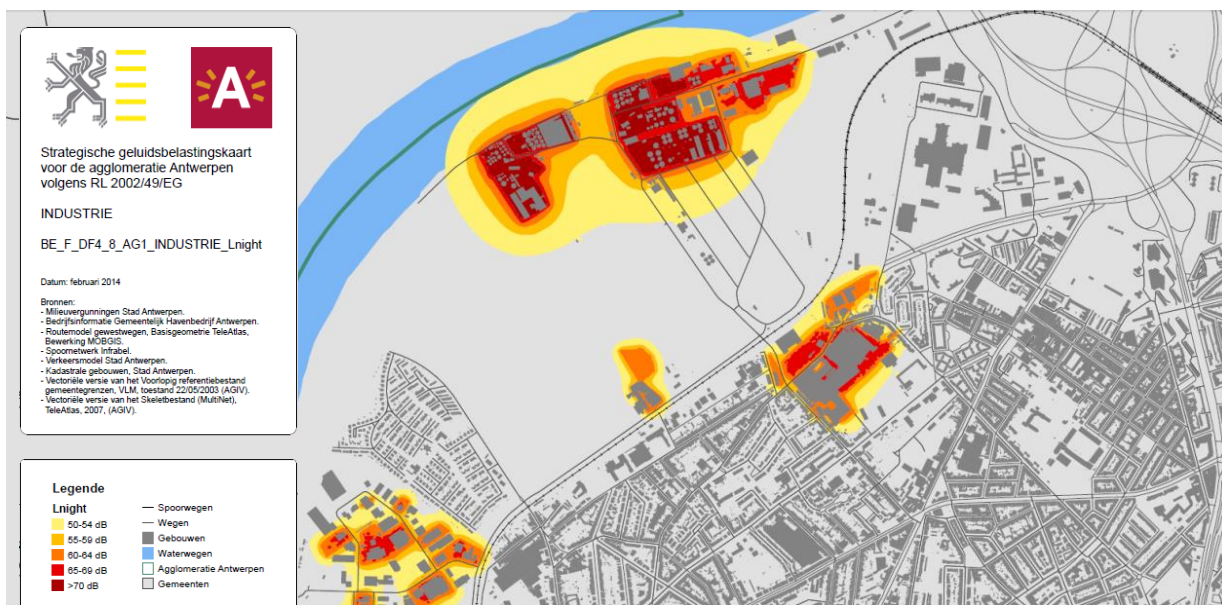 A
Strategische geluidsbelastingskaart
voor de agglomeratie Antwerpen
volgens RL 2002/49/EG
INDUSTRIE
BE_F_DF4_8_AG1_INDUSTRIE_Lnight
Datum: februari 2014
Bronnen:
- Milieuvergunningen Stad Antwerpen.
- Bedrijfsinformatie Gemeentelijk Havenbedrijf Antwerpen.
- Routemodel gewestwegen, Basisgeometrie TeleAtlas,
Bewerking MOBGIS.
- Spoornetwerk Infrabel.
- Verkeersmodel Stad Antwerpen.
- Kadastrale gebouwen, Stad Antwerpen.
- Vectoriële versie van het Voorlopig referentiebestand
gemeentegrenzen, VLM, toestand 22/05/2003 (AGIV).
- Vectoriële versie van het Skeletbestand (MultiNet),
TeleAtlas, 2007, (AGIV).
Legende
Lnight
50-54 dB
55-59 dB
60-64 dB
65-69 dB
>70 dB
Spoorwegen
Wegen
Gebouwen
Waterwegen
Agglomeratie Antwerpen
Gemeenten